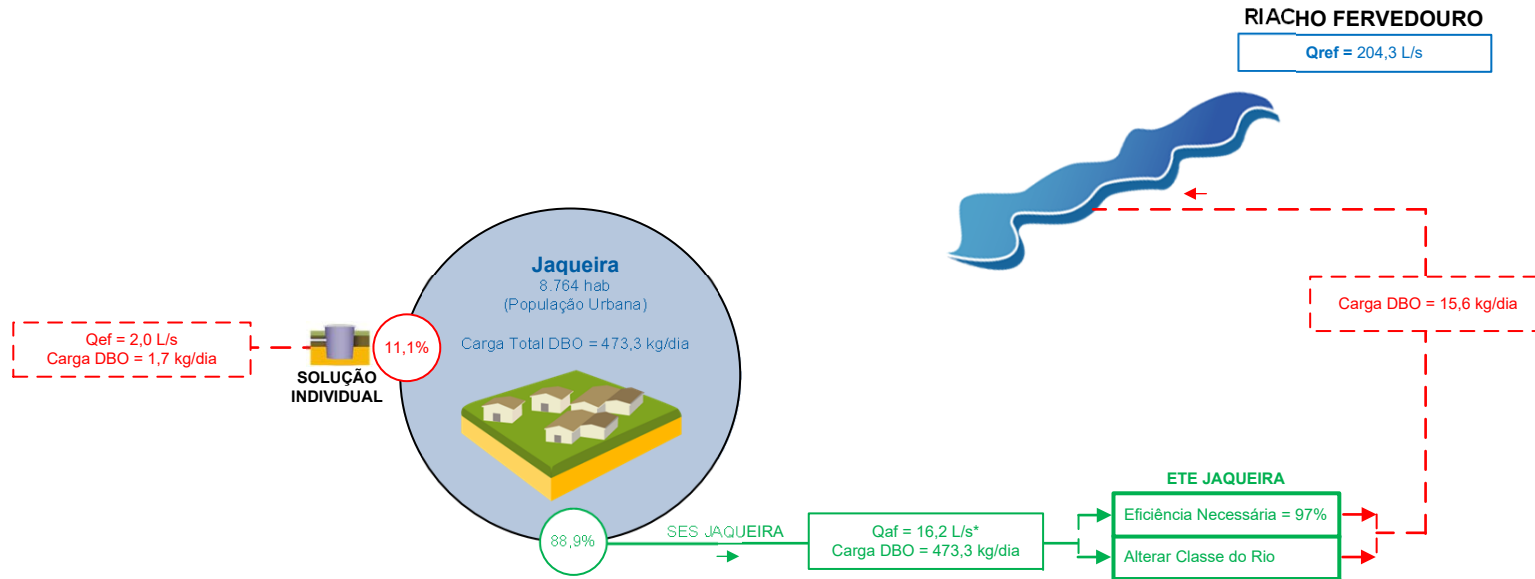 RIACHO FERVEDOURO
Qref = 204,3 L/s
Jaqueira
8.764 hab
(População Urbana)
Carga Total DBO = 473,3 kg/dia
Qef = 2,0 L/s
Carga DBO = 1,7 kg/dia
SOLUÇÃO
INDIVIDUAL
11,1%
Carga DBO = 15,6 kg/dia
88,9%
SES JAQUEIRA
Qaf = 16,2 L/s*
Carga DBO = 473,3 kg/dia
ETE JAQUEIRA
Eficiência Necessária = 97%
Alterar Classe do Rio